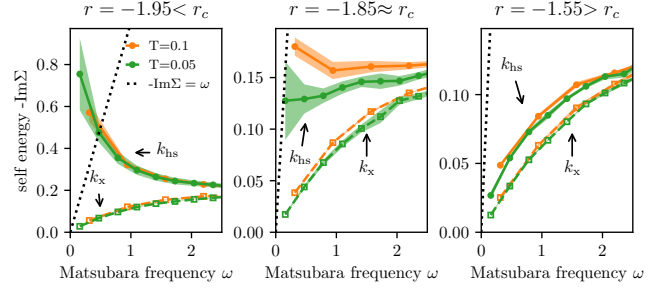 r = −1.95< r_c
r = −1.85≈ r_c
r = −1.55> r_c
self energy -ImΣ
0.8
0.6
0.4
0.2
0.0
T=0.1
T=0.05
-ImΣ = ω
k_hs
k_x
0
1
2
Matsubara frequency ω
0.15
0.10
0.05
0.00
k_hs
k_x
0
1
2
Matsubara frequency ω
0.10
0.05
0.00
k_hs
k_x
0
1
2
Matsubara frequency ω